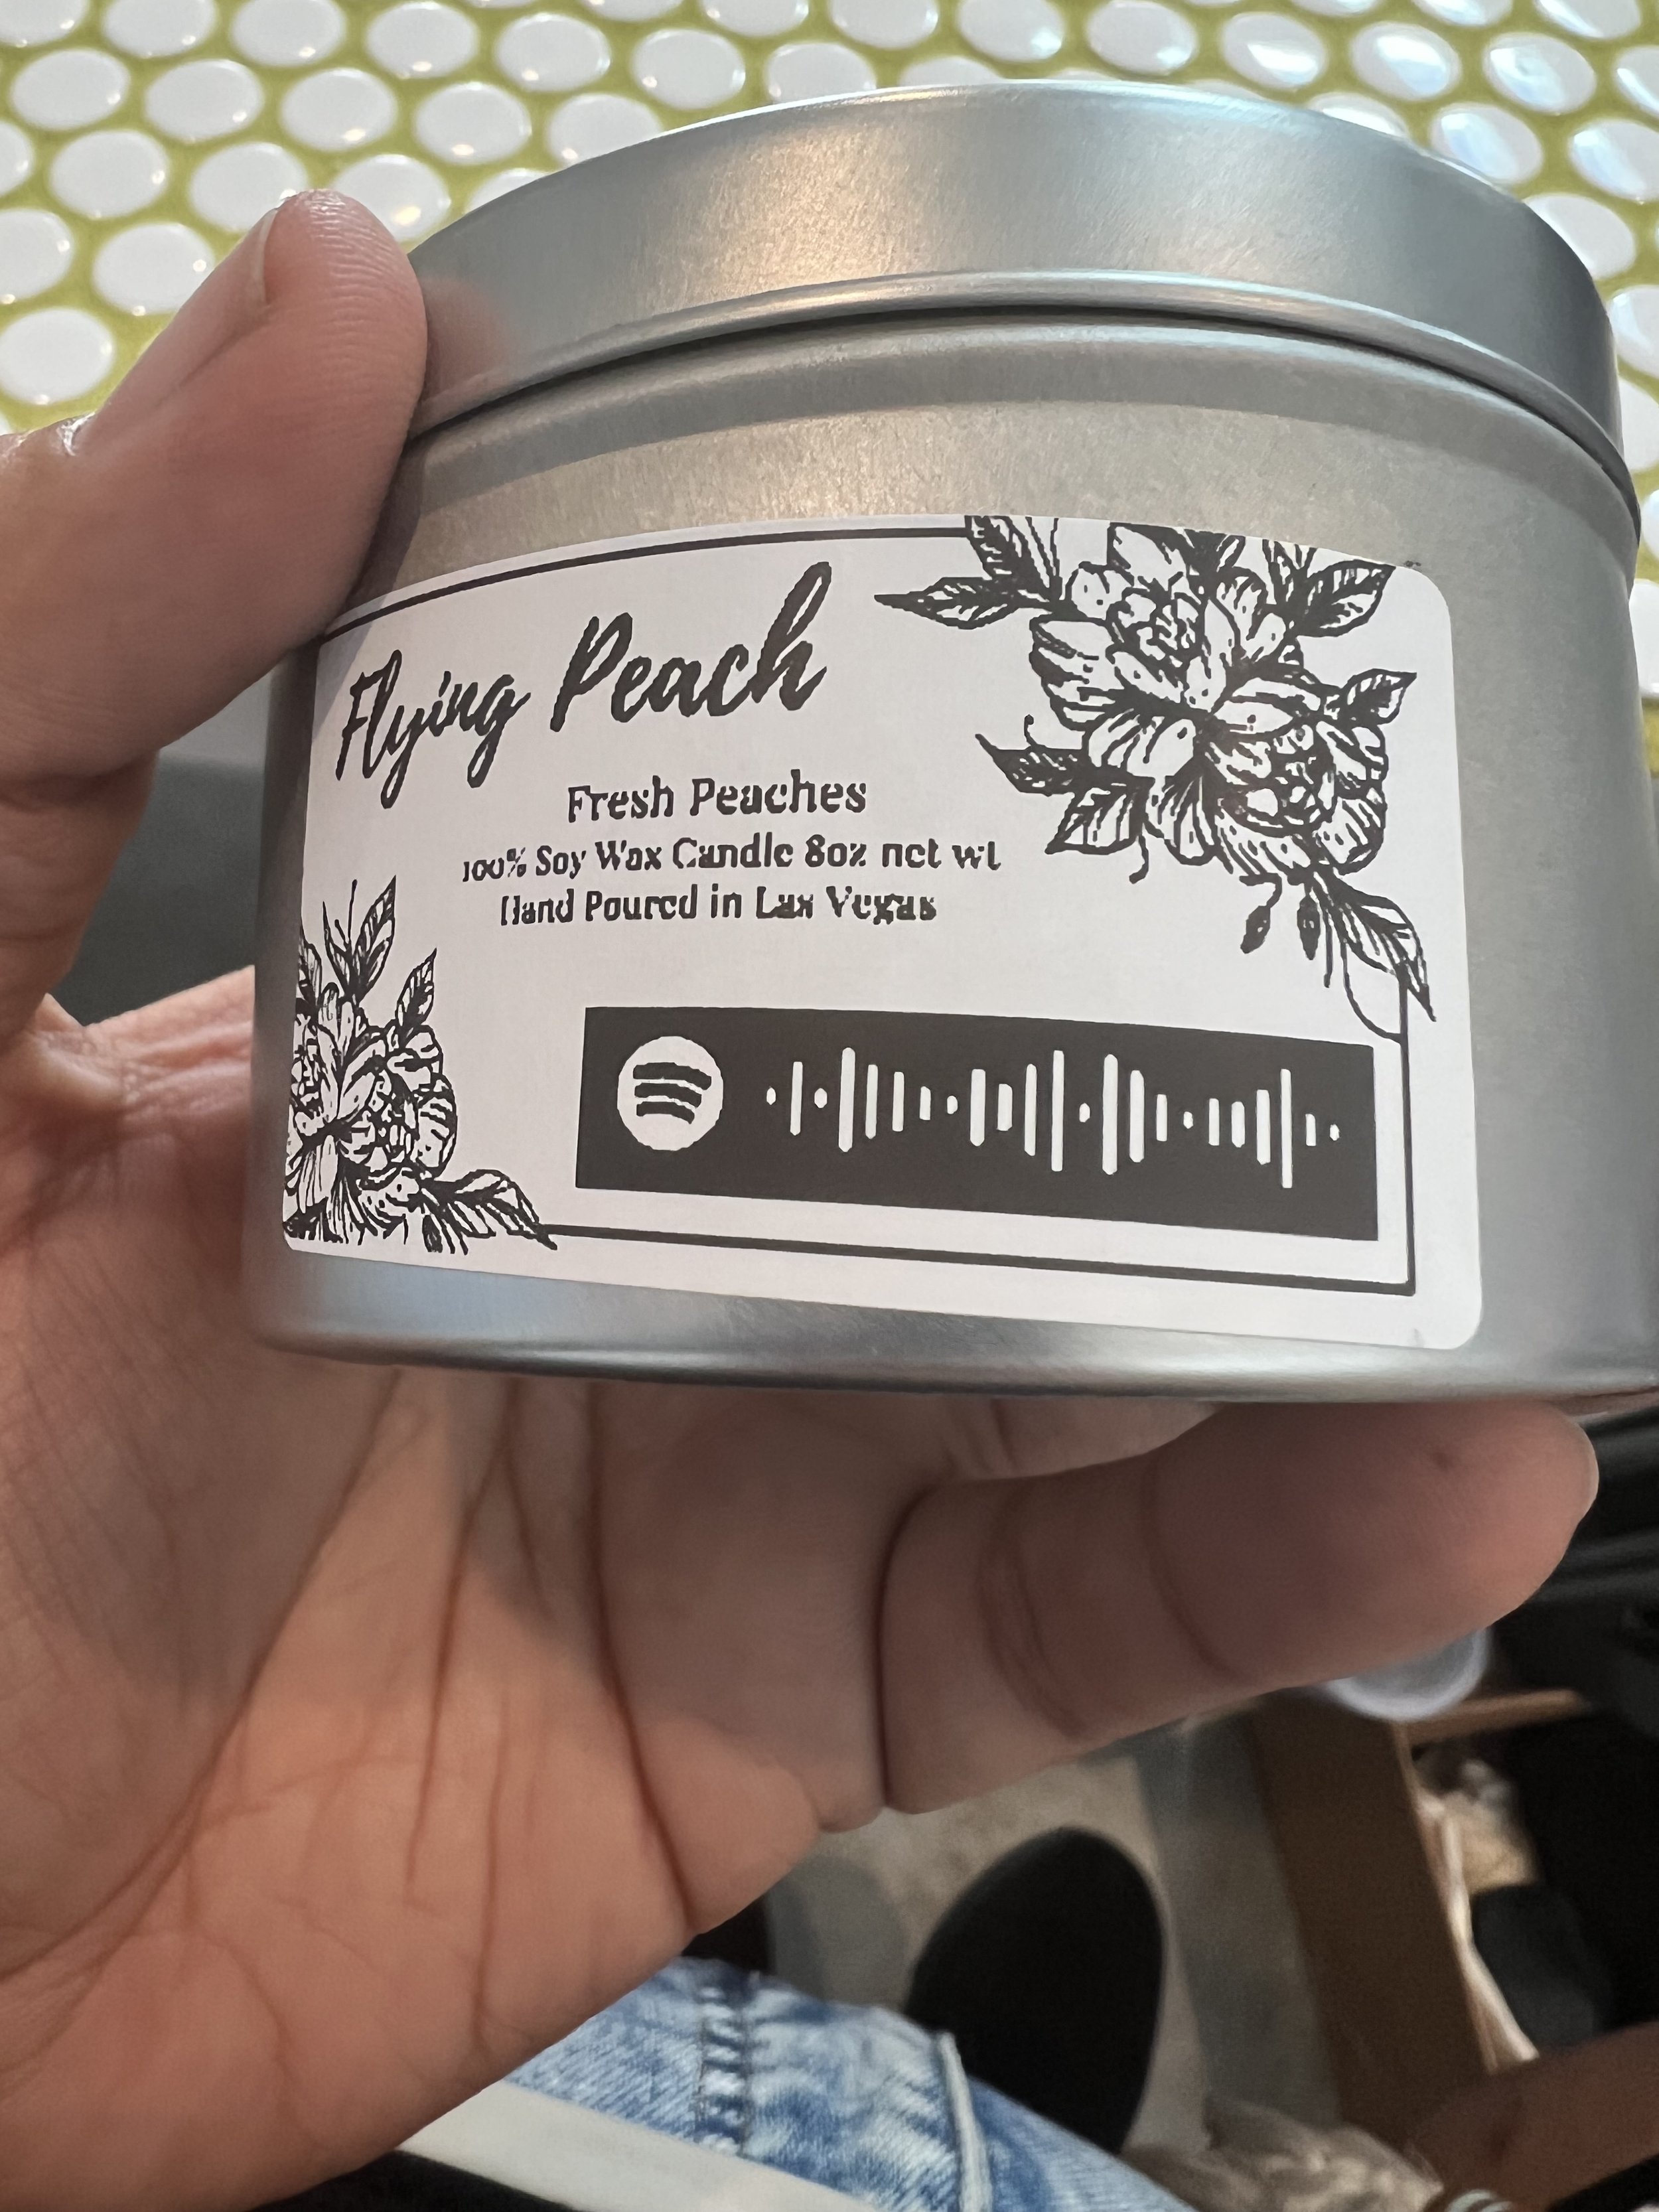 Flying Peach
Fresh Peaches
100% Soy Wax Candle 8oz net wt
Hand Poured in Las Vegas